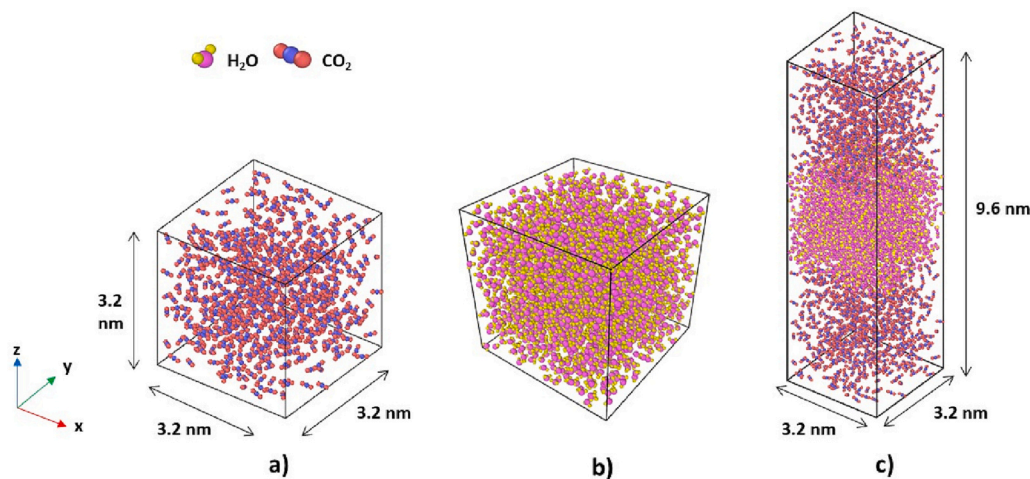 H₂O
CO₂
3.2
nm
z
y
x
3.2 nm
3.2 nm
a)
b)
9.6 nm
3.2 nm
3.2 nm
c)